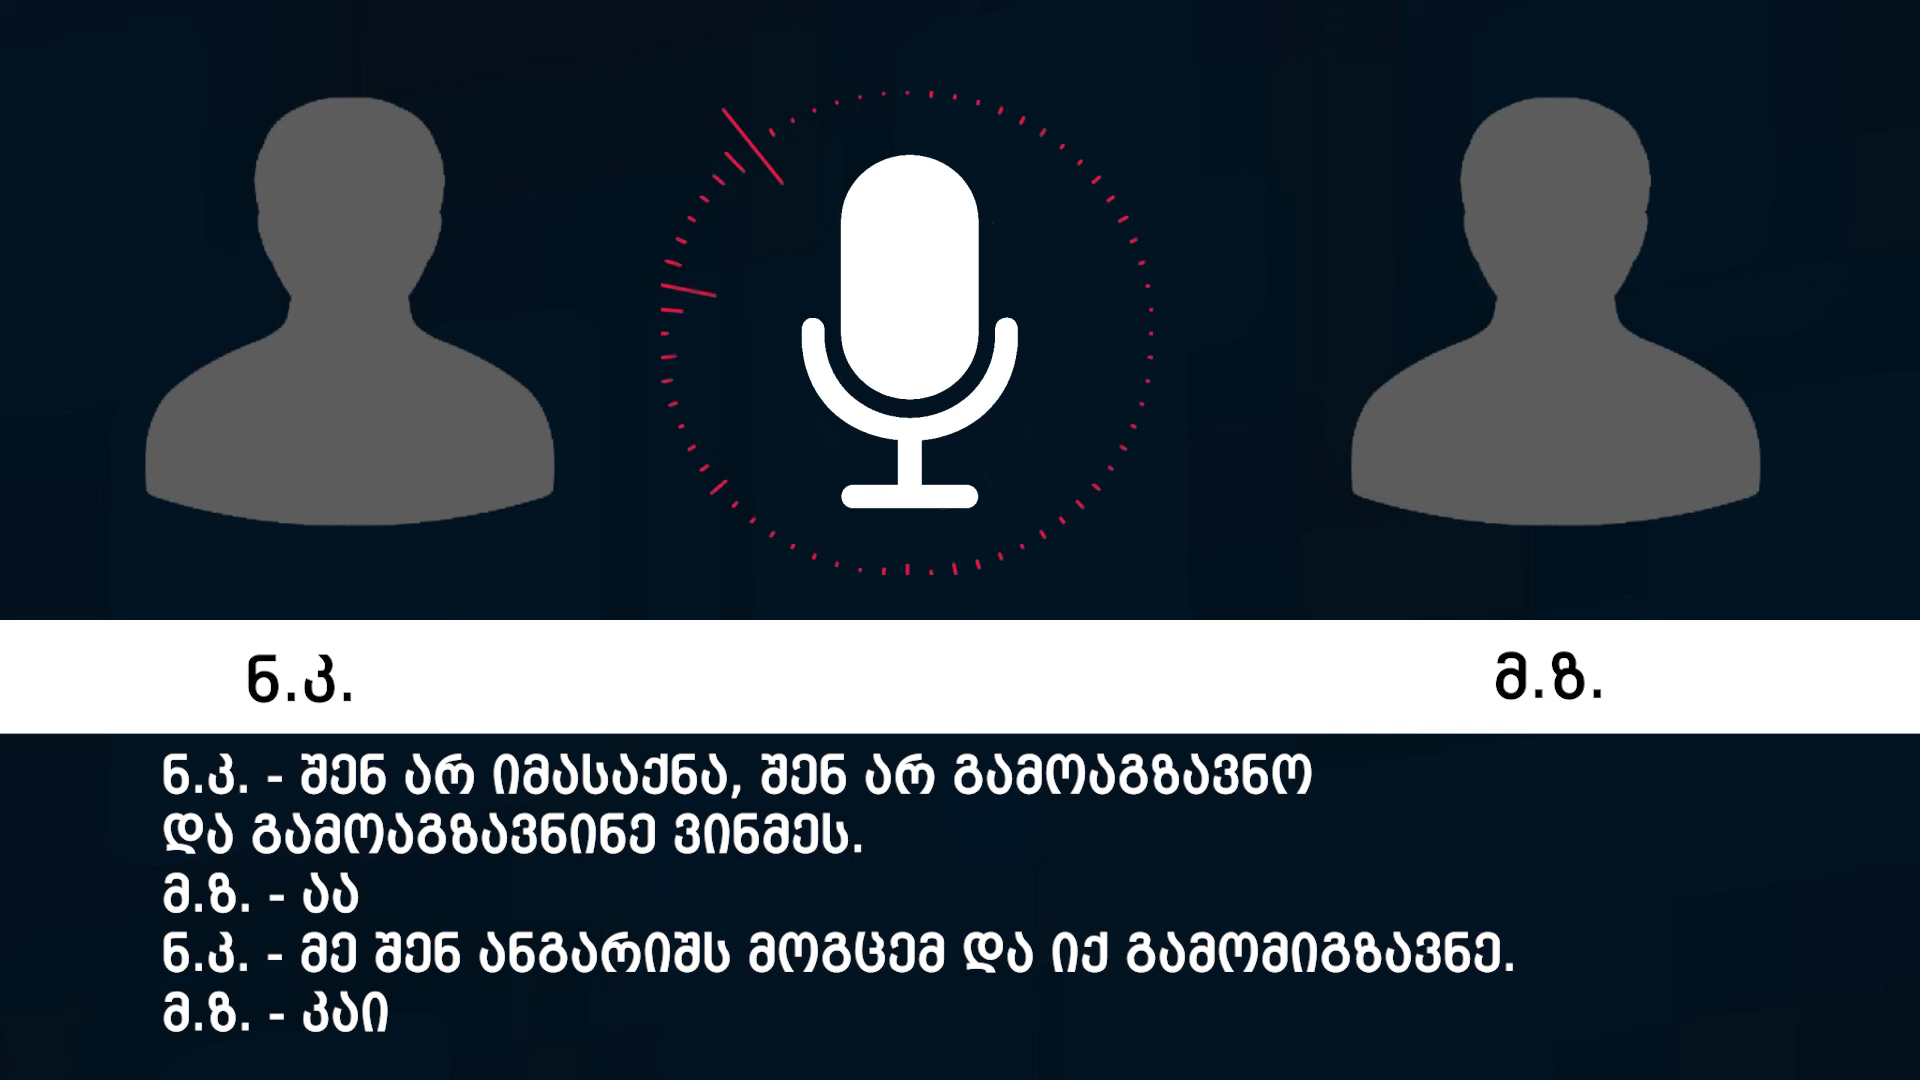 ნ.კ.
მ.ზ.
ნ.კ. - შენ არ იმასაქნა, შენ არ გამოაგზავნო
და გამოაგზავნინე ვინმეს.
მ.ზ. - აა
ნ.კ. - მე შენ ანგარიშს მოგცემ და იქ გამომიგზავნე.
მ.ზ. - კაი